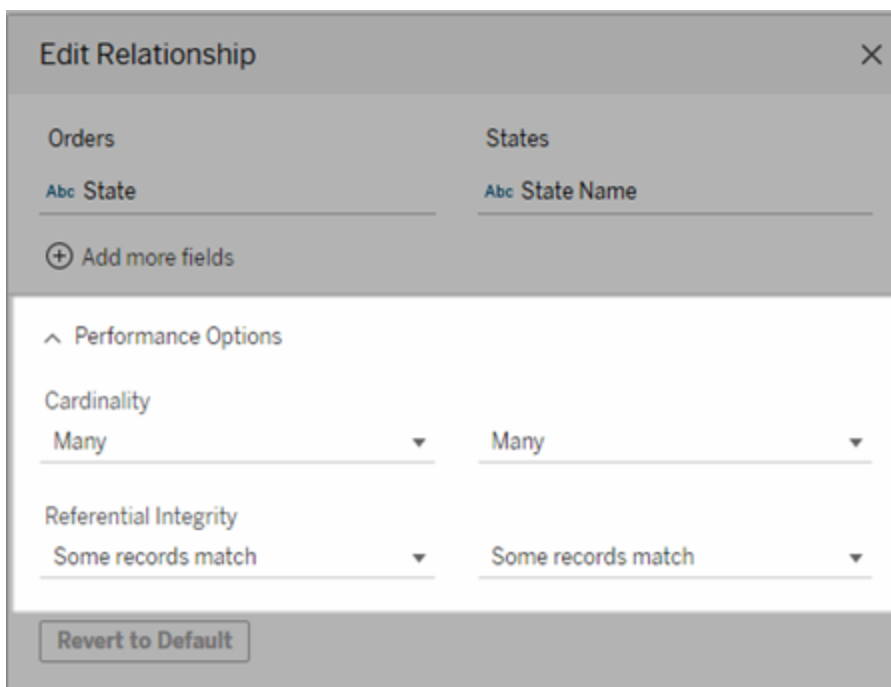 Edit Relationship
Orders States
Abc State Abc State Name
Add more fields
Performance Options
Cardinality
Many Many
Referential Integrity
Some records match Some records match
Revert to Default